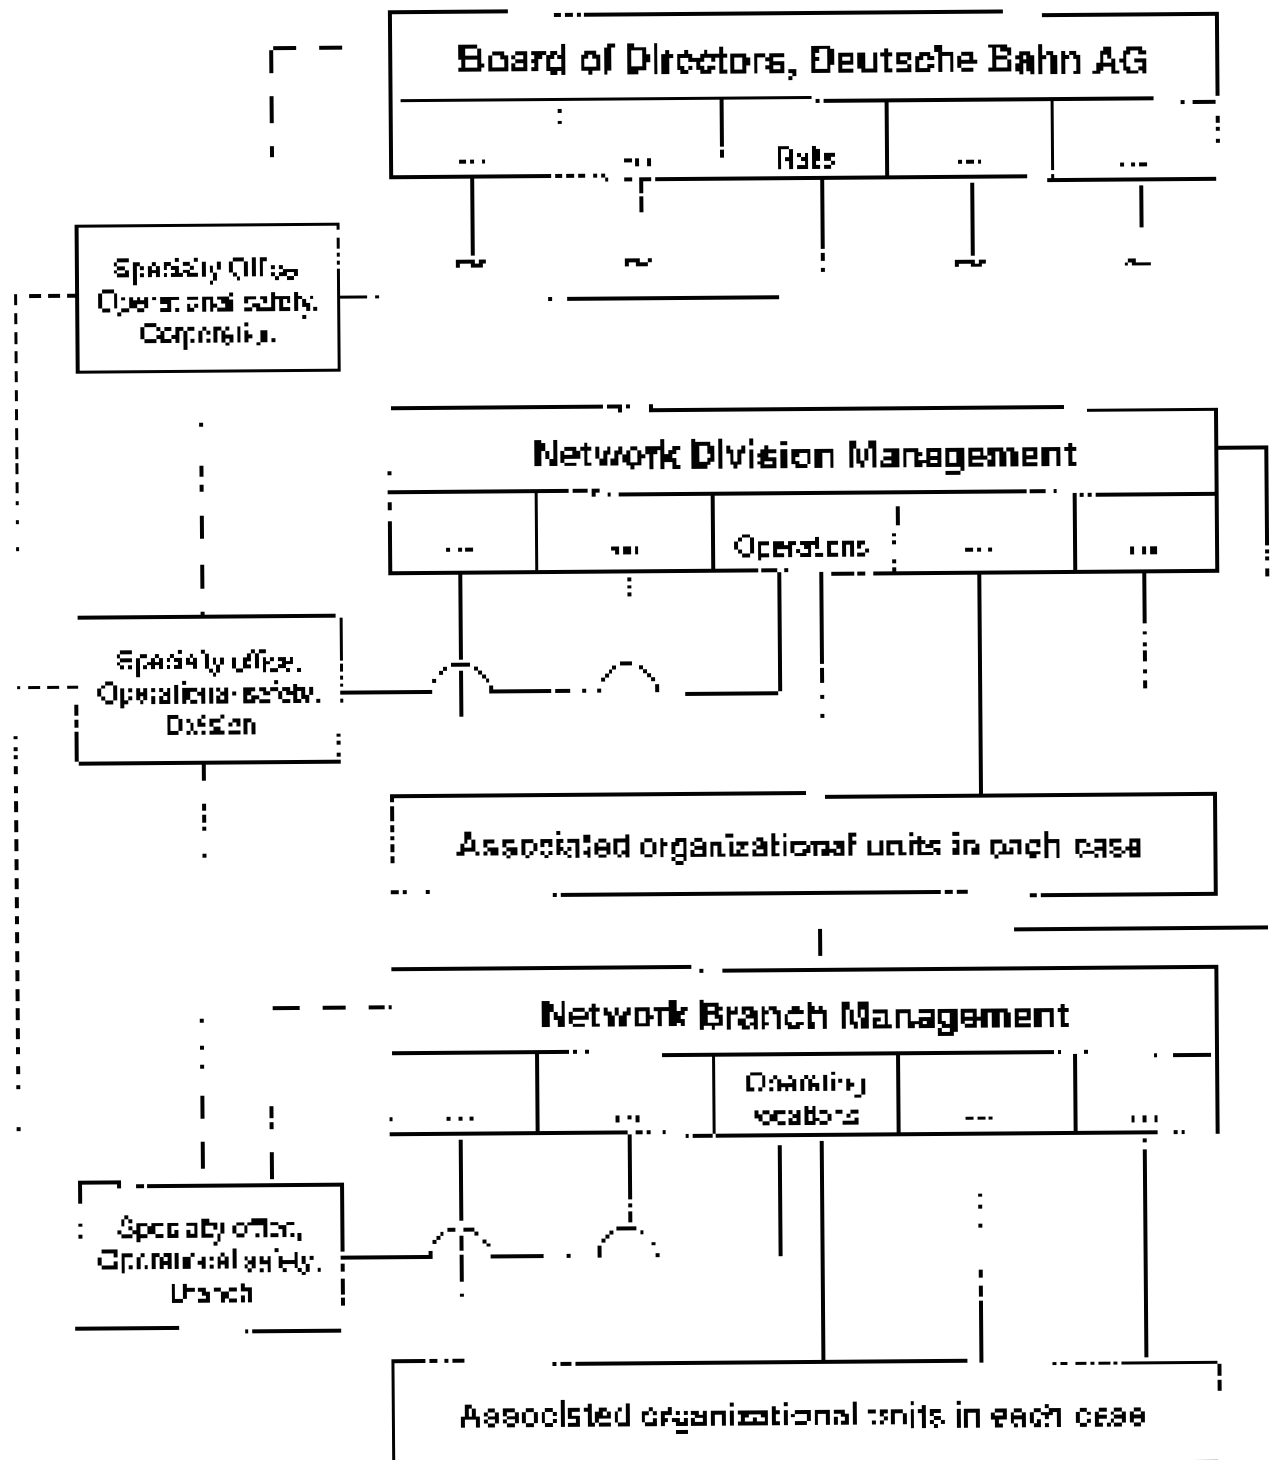 Board of Directors, Deutsche Bahn AG
... ... Rails ... ...
Specialty Office
Operational safety,
Corporation
Network Division Management
... ... Operations ... ...
Specialty office,
Operational safety,
Division
Associated organizational units in each case
Network Branch Management
Operating
... ... locations ... ...
Specialty office,
Operational safety,
Branch
Associated organizational units in each case